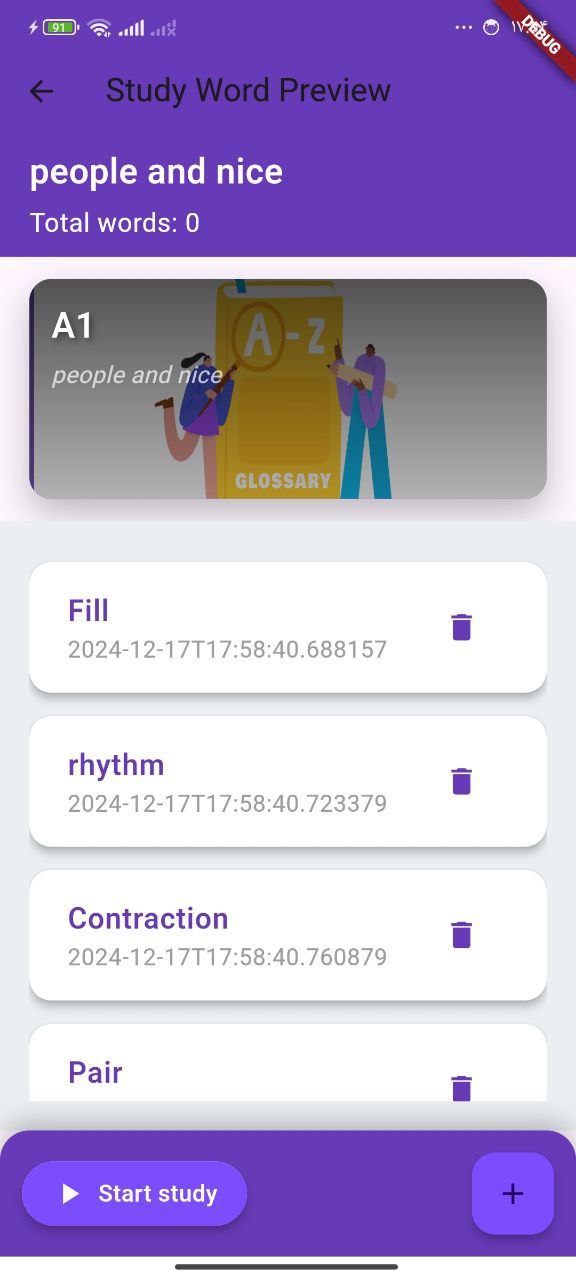 91
Study Word Preview
DEBUG
people and nice
Total words: 0
A1
people and nice
A-Z
GLOSSARY
Fill
2024-12-17T17:58:40.688157
rhythm
2024-12-17T17:58:40.723379
Contraction
2024-12-17T17:58:40.760879
Pair
Start study